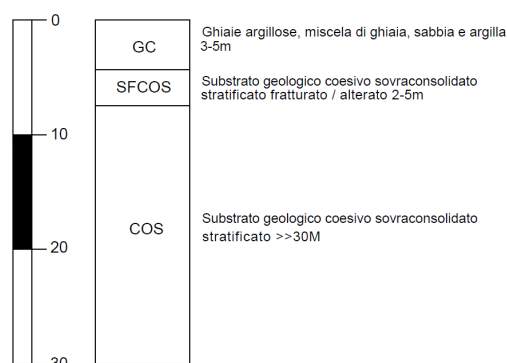 0
GC
Ghiaie argillose, miscela di ghiaia, sabbia e argilla
3-5m
SFCOS
Substrato geologico coesivo sovraconsolidato
stratificato fratturato / alterato 2-5m
10
COS
Substrato geologico coesivo sovraconsolidato
stratificato >>30M
20
30